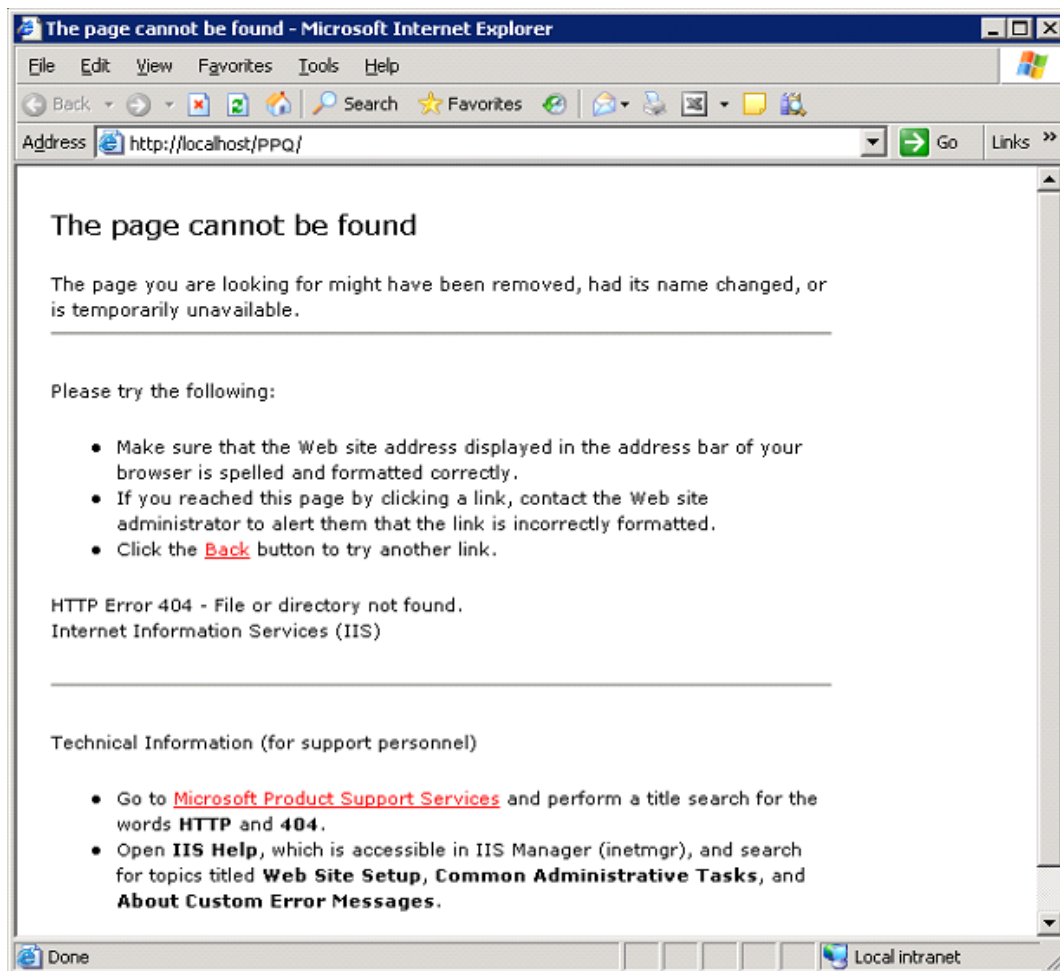 The page cannot be found - Microsoft Internet Explorer
File Edit View Favorites Tools Help
Back Search Favorites
Address http://localhost/PPQ/ Go Links »
The page cannot be found
The page you are looking for might have been removed, had its name changed, or
is temporarily unavailable.
Please try the following:
• Make sure that the Web site address displayed in the address bar of your
browser is spelled and formatted correctly.
• If you reached this page by clicking a link, contact the Web site
administrator to alert them that the link is incorrectly formatted.
• Click the Back button to try another link.
HTTP Error 404 - File or directory not found.
Internet Information Services (IIS)
Technical Information (for support personnel)
• Go to Microsoft Product Support Services and perform a title search for the
words HTTP and 404.
• Open IIS Help, which is accessible in IIS Manager (inetmgr), and search
for topics titled Web Site Setup, Common Administrative Tasks, and
About Custom Error Messages.
Done Local intranet